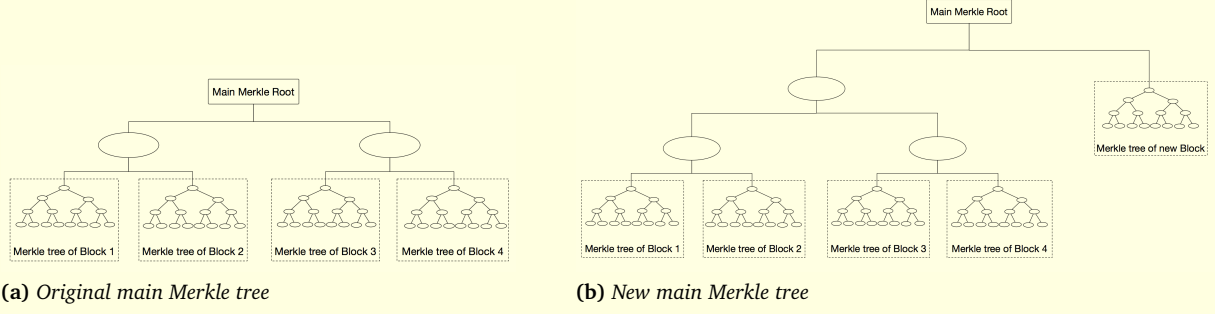 Main Merkle Root
Merkle tree of Block 1
Merkle tree of Block 2
Merkle tree of Block 3
Merkle tree of Block 4
(a) Original main Merkle tree
Main Merkle Root
Merkle tree of new Block
Merkle tree of Block 1
Merkle tree of Block 2
Merkle tree of Block 3
Merkle tree of Block 4
(b) New main Merkle tree